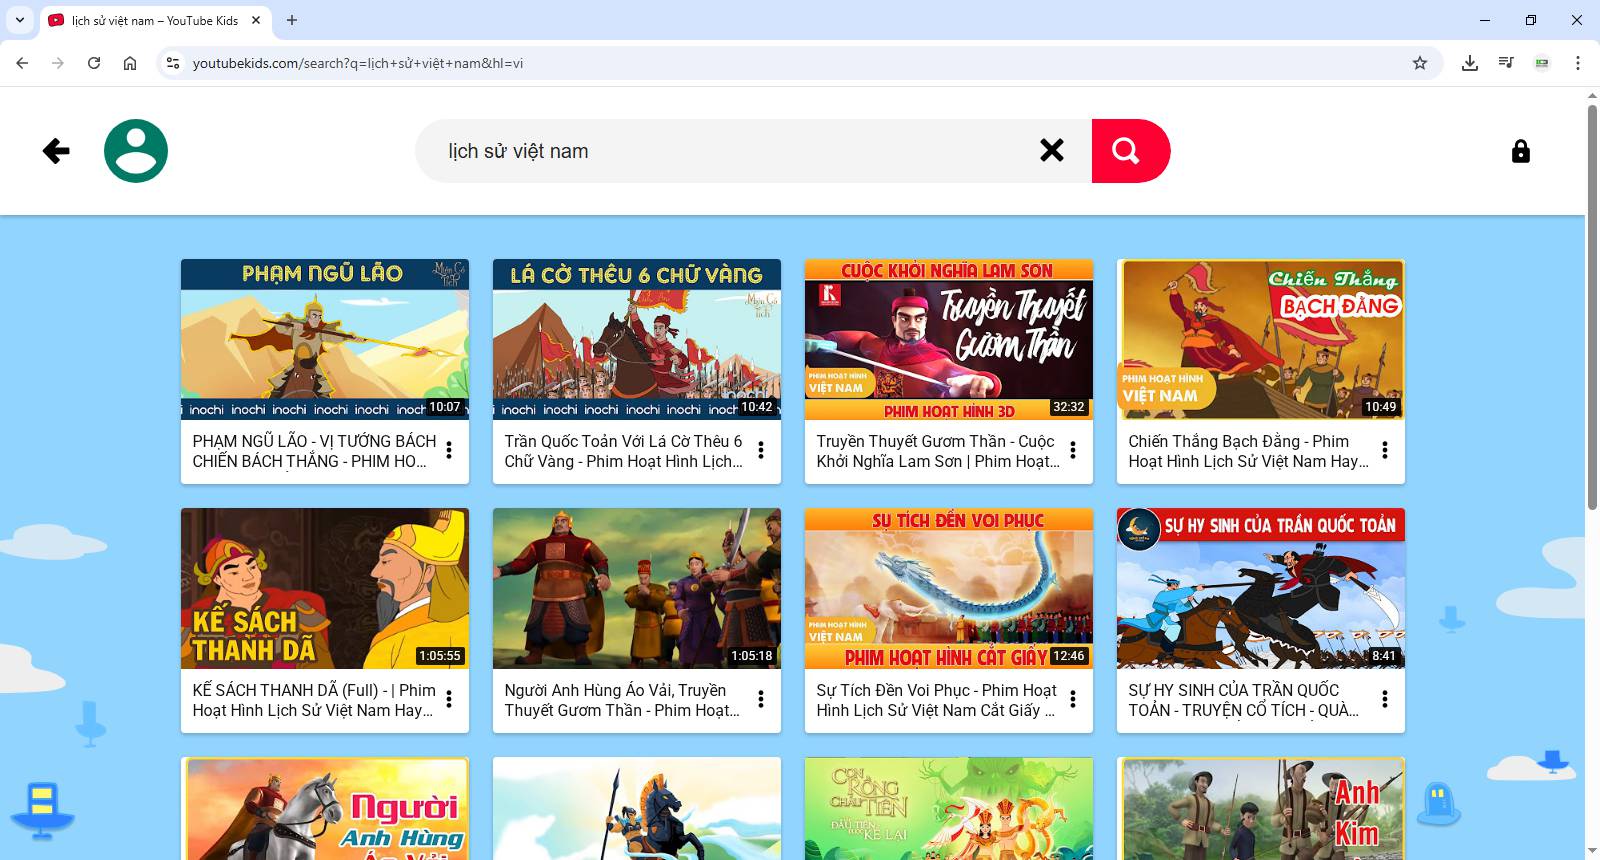 lịch sử việt nam – YouTube Kids
youtubekids.com/search?q=lịch+sử+việt+nam&hl=vi
lịch sử việt nam
PHẠM NGŨ LÃO
Miền Cổ Tích
inochi inochi inochi inochi inochi
10:07
PHẠM NGŨ LÃO - VỊ TƯỚNG BÁCH
CHIẾN BÁCH THẮNG - PHIM HO...
LÁ CỜ THÊU 6 CHỮ VÀNG
Miền Cổ Tích
inochi inochi inochi inochi inochi inochi
10:42
Trần Quốc Toản Với Lá Cờ Thêu 6
Chữ Vàng - Phim Hoạt Hình Lịch...
CUỘC KHỞI NGHĨA LAM SƠN
Truyền Thuyết
Gươm Thần
PHIM HOẠT HÌNH
VIỆT NAM
PHIM HOẠT HÌNH 3D
32:32
Truyền Thuyết Gươm Thần - Cuộc
Khởi Nghĩa Lam Sơn | Phim Hoạt...
Chiến Thắng
BẠCH ĐẰNG
PHIM HOẠT HÌNH
VIỆT NAM
10:49
Chiến Thắng Bạch Đằng - Phim
Hoạt Hình Lịch Sử Việt Nam Hay...
KẾ SÁCH
THANH DÃ
1:05:55
KẾ SÁCH THANH DÃ (Full) - | Phim
Hoạt Hình Lịch Sử Việt Nam Hay...
1:05:18
Người Anh Hùng Áo Vải, Truyền
Thuyết Gươm Thần - Phim Hoạt...
SỰ TÍCH ĐỀN VOI PHỤC
PHIM HOẠT HÌNH
VIỆT NAM
PHIM HOẠT HÌNH CẮT GIẤY
12:46
Sự Tích Đền Voi Phục - Phim Hoạt
Hình Lịch Sử Việt Nam Cắt Giấy ...
SỰ HY SINH CỦA TRẦN QUỐC TOẢN
8:41
SỰ HY SINH CỦA TRẦN QUỐC
TOẢN - TRUYỆN CỔ TÍCH - QUÀ...
Người
Anh Hùng
Áo Vải
CON RỒNG
CHÁU TIÊN
ĐẦU TIÊN ĐƯỢC KỂ LẠI
Anh
Kim